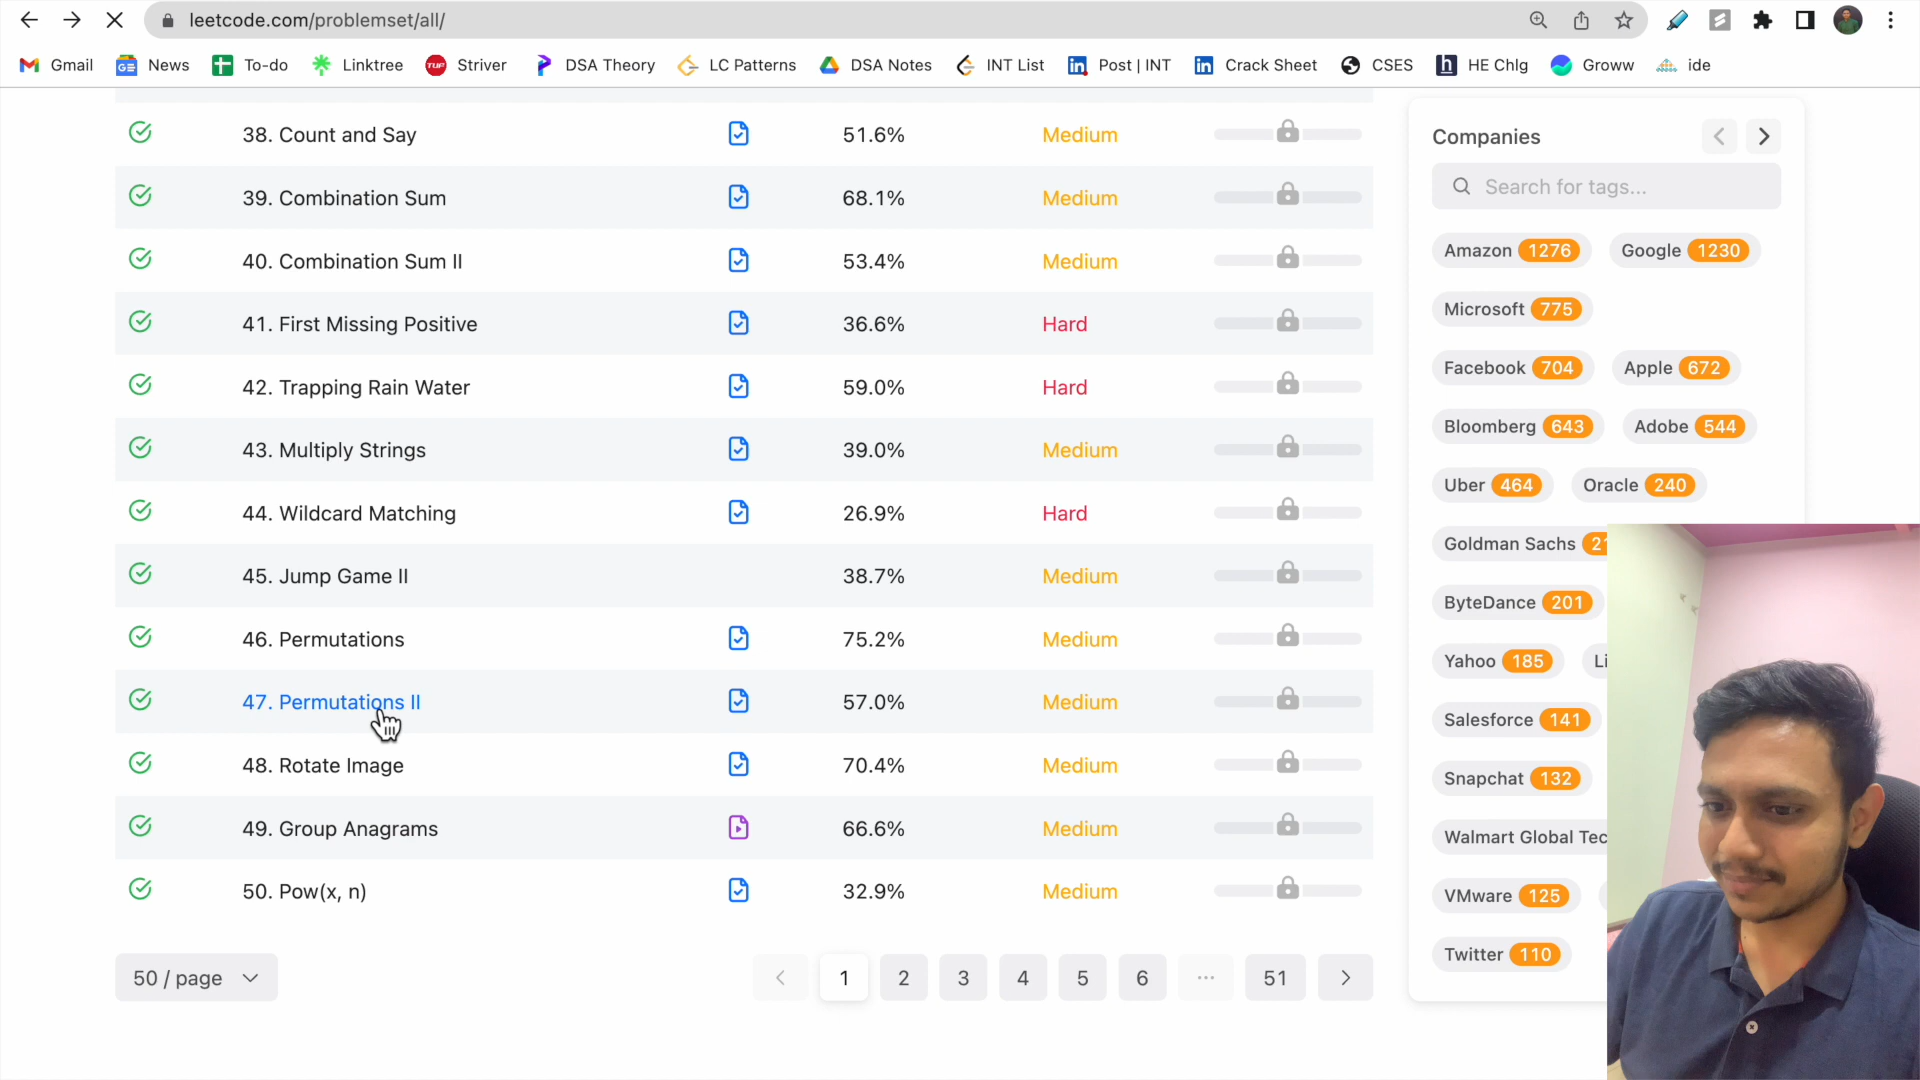 leetcode.com/problemset/all/
Gmail News To-do Linktree Striver DSA Theory LC Patterns DSA Notes INT List Post | INT Crack Sheet CSES HE Chlg Groww ide
38. Count and Say 51.6% Medium
39. Combination Sum 68.1% Medium
40. Combination Sum II 53.4% Medium
41. First Missing Positive 36.6% Hard
42. Trapping Rain Water 59.0% Hard
43. Multiply Strings 39.0% Medium
44. Wildcard Matching 26.9% Hard
45. Jump Game II 38.7% Medium
46. Permutations 75.2% Medium
47. Permutations II 57.0% Medium
48. Rotate Image 70.4% Medium
49. Group Anagrams 66.6% Medium
50. Pow(x, n) 32.9% Medium
50 / page
1 2 3 4 5 6 ... 51
Companies
Search for tags...
Amazon 1276 Google 1230
Microsoft 775
Facebook 704 Apple 672
Bloomberg 643 Adobe 544
Uber 464 Oracle 240
Goldman Sachs
ByteDance 201
Yahoo 185
Salesforce 141
Snapchat 132
Walmart Global Tec
VMware 125
Twitter 110